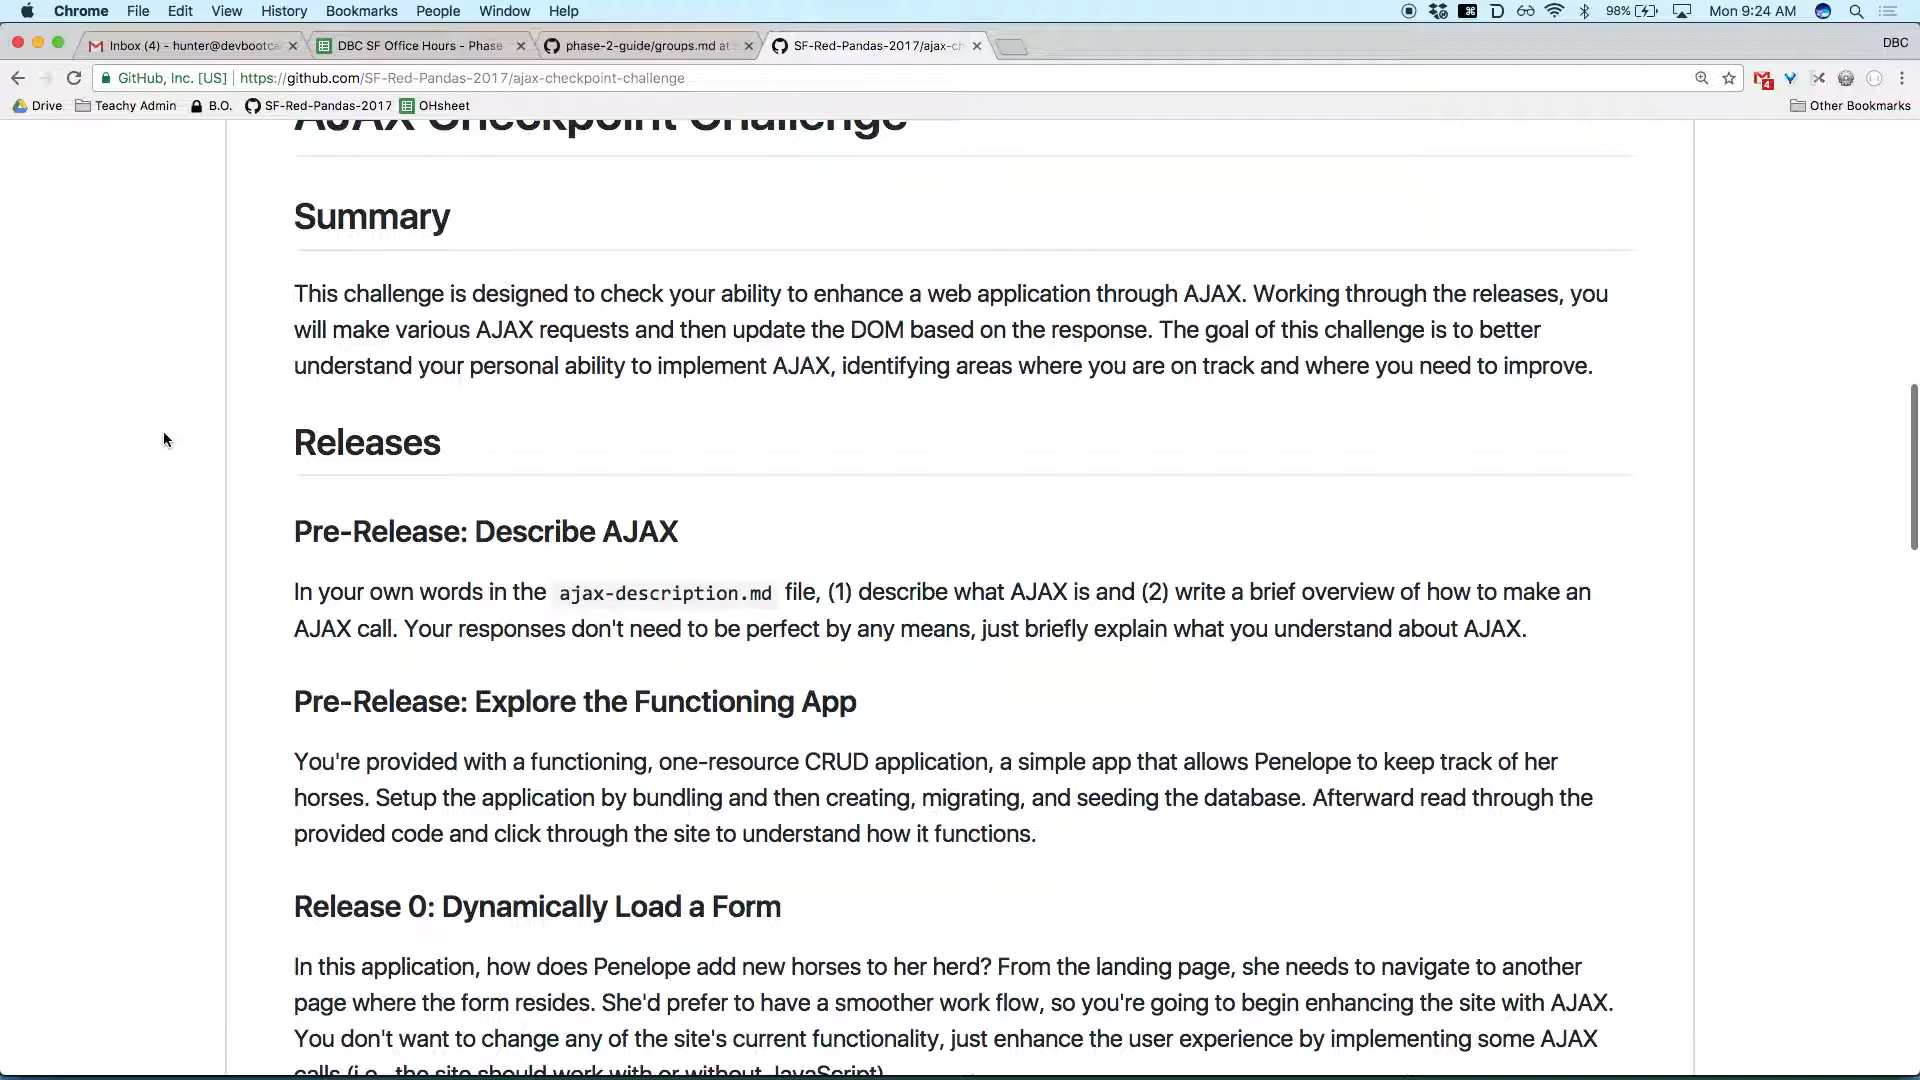 Chrome File Edit View History Bookmarks People Window Help 98% Mon 9:24 AM
Inbox (4) - hunter@devbootca DBC SF Office Hours - Phase phase-2-guide/groups.md at SF-Red-Pandas-2017/ajax-c DBC
GitHub, Inc. [US] https://github.com/SF-Red-Pandas-2017/ajax-checkpoint-challenge 4
Drive Teachy Admin B.O. SF-Red-Pandas-2017 OHsheet Other Bookmarks
AJAX Checkpoint Challenge
Summary
This challenge is designed to check your ability to enhance a web application through AJAX. Working through the releases, you
will make various AJAX requests and then update the DOM based on the response. The goal of this challenge is to better
understand your personal ability to implement AJAX, identifying areas where you are on track and where you need to improve.
Releases
Pre-Release: Describe AJAX
In your own words in the ajax-description.md file, (1) describe what AJAX is and (2) write a brief overview of how to make an
AJAX call. Your responses don't need to be perfect by any means, just briefly explain what you understand about AJAX.
Pre-Release: Explore the Functioning App
You're provided with a functioning, one-resource CRUD application, a simple app that allows Penelope to keep track of her
horses. Setup the application by bundling and then creating, migrating, and seeding the database. Afterward read through the
provided code and click through the site to understand how it functions.
Release 0: Dynamically Load a Form
In this application, how does Penelope add new horses to her herd? From the landing page, she needs to navigate to another
page where the form resides. She'd prefer to have a smoother work flow, so you're going to begin enhancing the site with AJAX.
You don't want to change any of the site's current functionality, just enhance the user experience by implementing some AJAX
calls (i.e., the site should work with or without JavaScript).